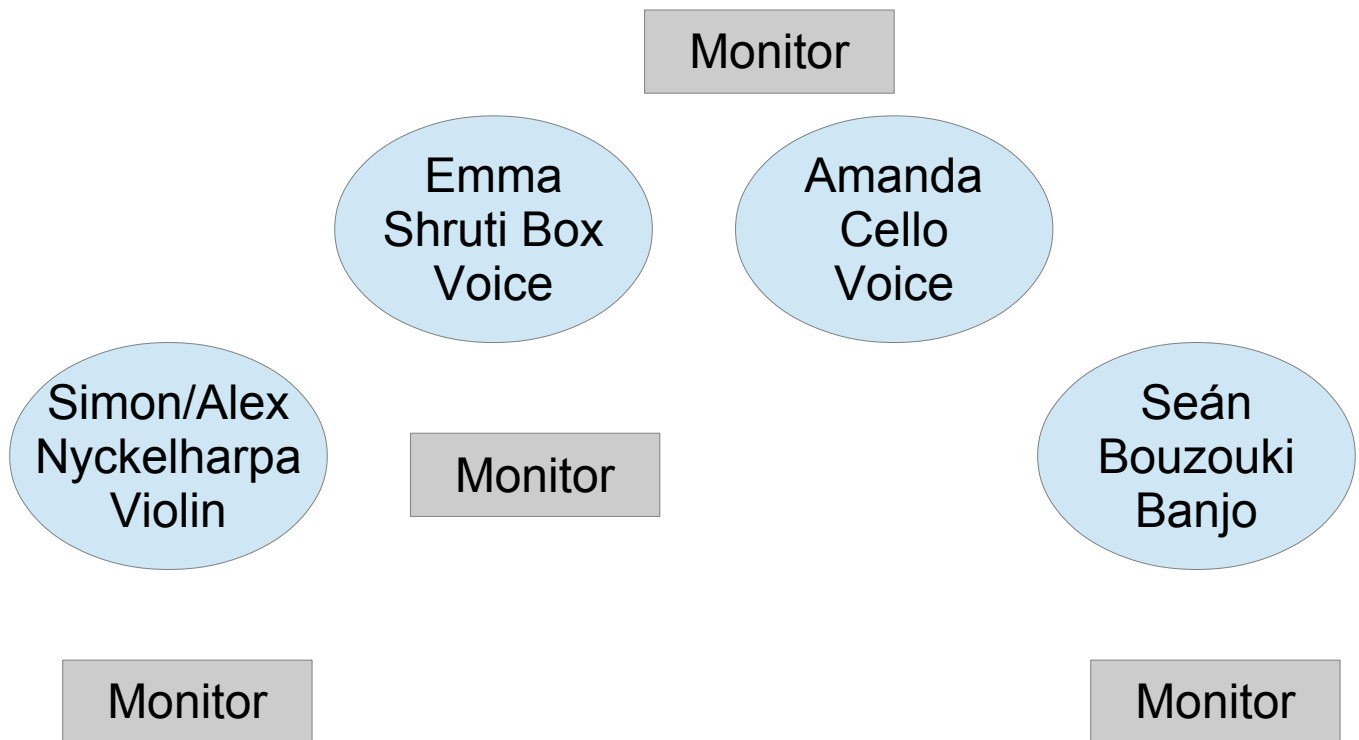 Monitor
Emma
Shruti Box
Voice
Amanda
Cello
Voice
Simon/Alex
Nyckelharpa
Violin
Monitor
Seán
Bouzouki
Banjo
Monitor
Monitor